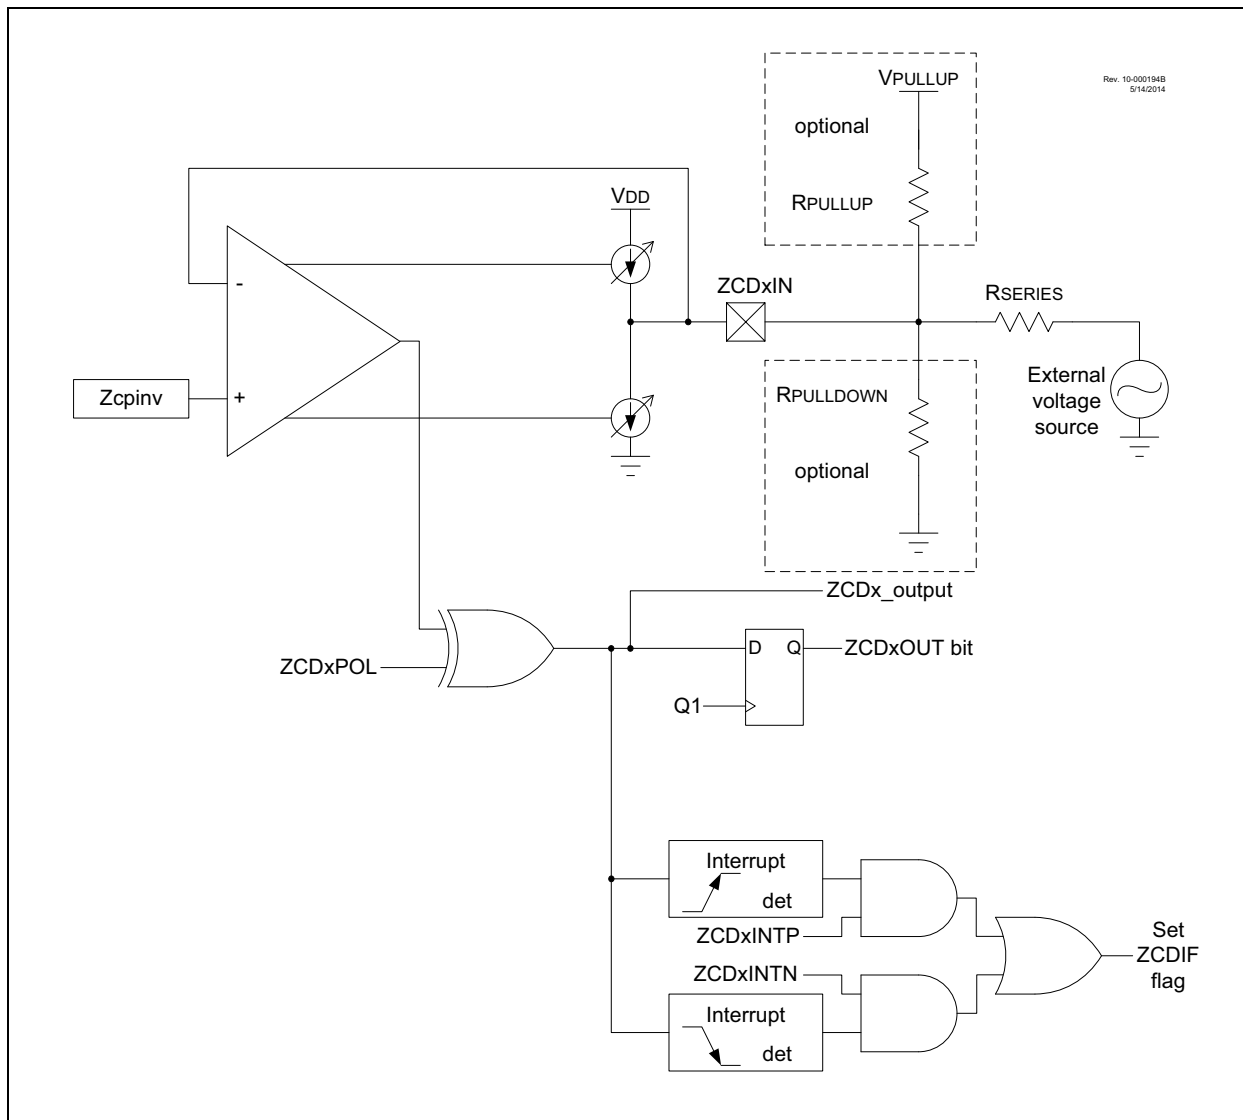 VPULLUP
Rev. 10-000194B
5/14/2014
optional
RPULLUP
VDD
ZCDxIN
RSERIES
-
Zcpinv
+
RPULLDOWN
External
voltage
source
optional
ZCDx_output
D
Q
ZCDxOUT bit
ZCDxPOL
Q1
Interrupt
det
ZCDxINTP
Set
ZCDIF
flag
ZCDxINTN
Interrupt
det